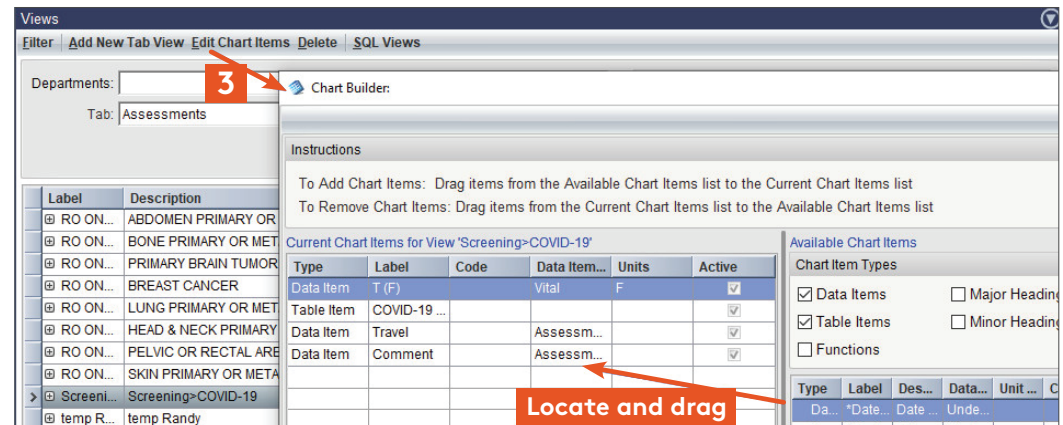 Views
Filter Add New Tab View Edit Chart Items Delete SQL Views
Departments:
3
Chart Builder:
Tab: Assessments
Instructions
To Add Chart Items: Drag items from the Available Chart Items list to the Current Chart Items list
To Remove Chart Items: Drag items from the Current Chart Items list to the Available Chart Items list
Label Description
RO ON... ABDOMEN PRIMARY OR
RO ON... BONE PRIMARY OR MET
RO ON... PRIMARY BRAIN TUMOR
RO ON... BREAST CANCER
RO ON... LUNG PRIMARY OR MET
RO ON... HEAD & NECK PRIMARY
RO ON... PELVIC OR RECTAL ARE
RO ON... SKIN PRIMARY OR META
Screeni... Screening>COVID-19
temp R... temp Randy
Current Chart Items for View 'Screening>COVID-19'
Type Label Code Data Item... Units Active
Data Item T (F) Vital F
Table Item COVID-19 ...
Data Item Travel Assessm...
Data Item Comment Assessm...
Locate and drag
Available Chart Items
Chart Item Types
Data Items Major Heading
Table Items Minor Heading
Functions
Type Label Des... Data... Unit ... C
Da... *Date... Date ... Unde...